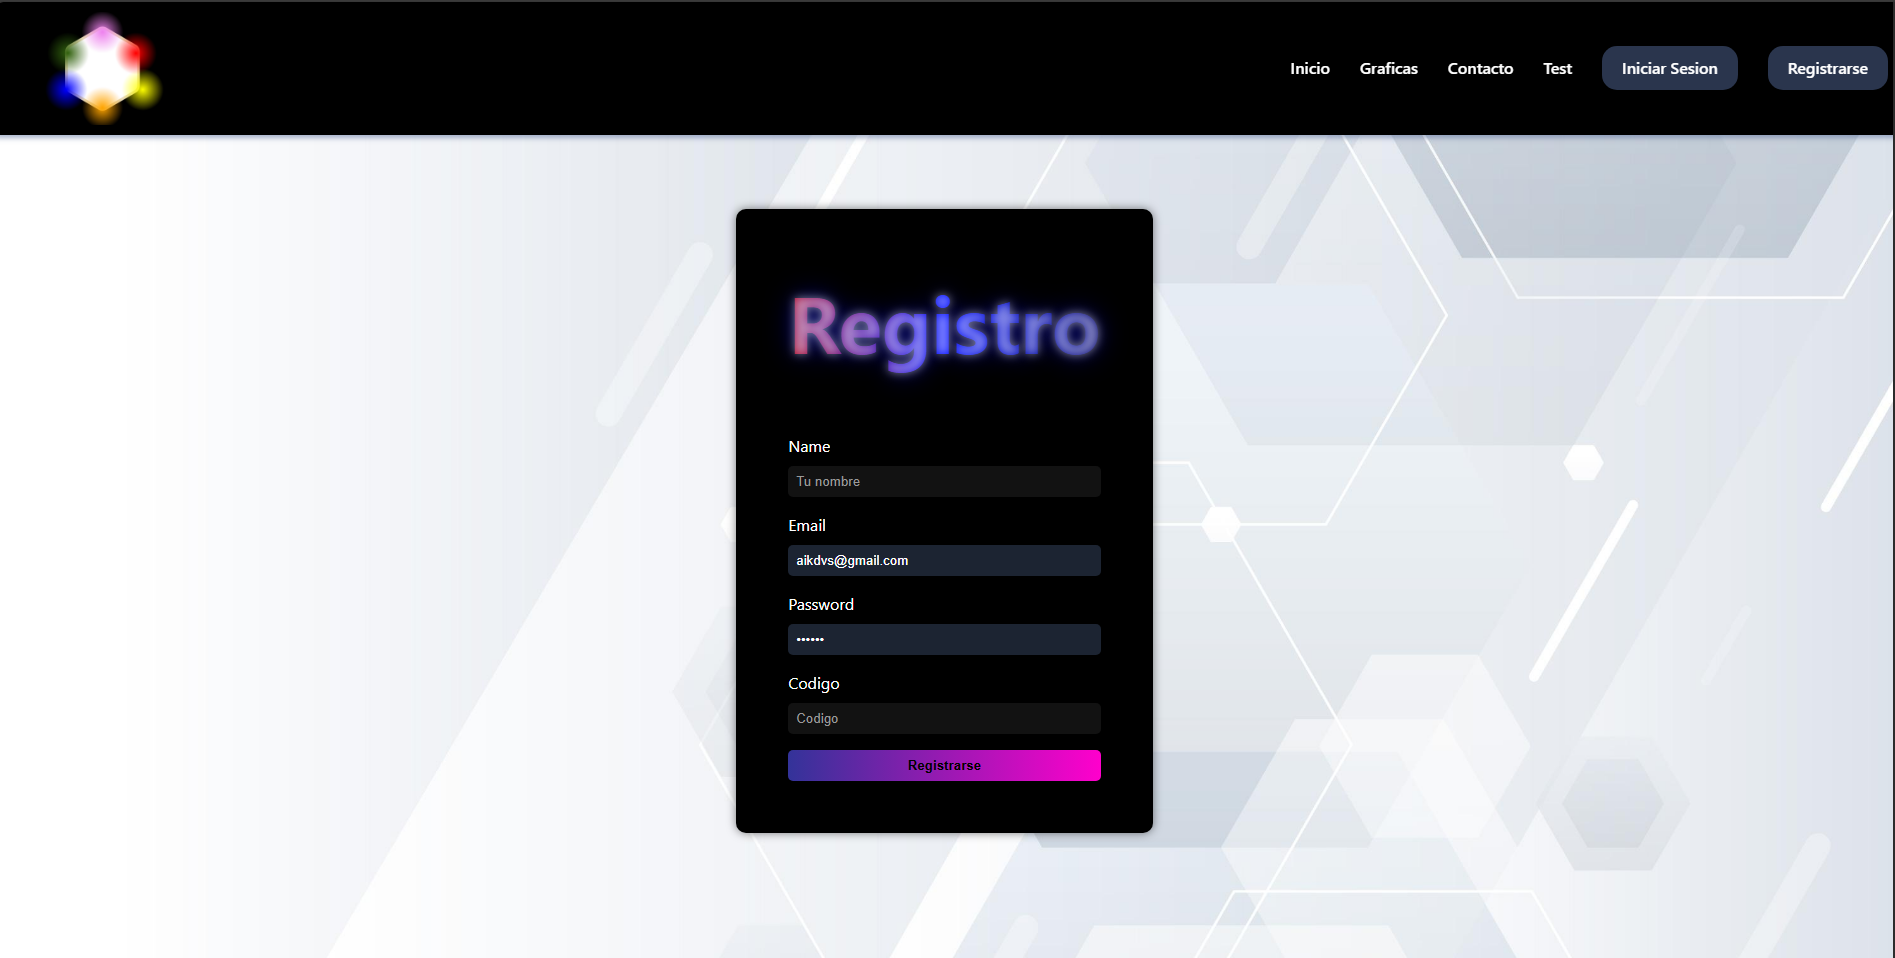 Inicio Graficas Contacto Test Iniciar Sesion Registrarse
Registro
Name
Tu nombre
Email
aikdvs@gmail.com
Password
••••••
Codigo
Codigo
Registrarse